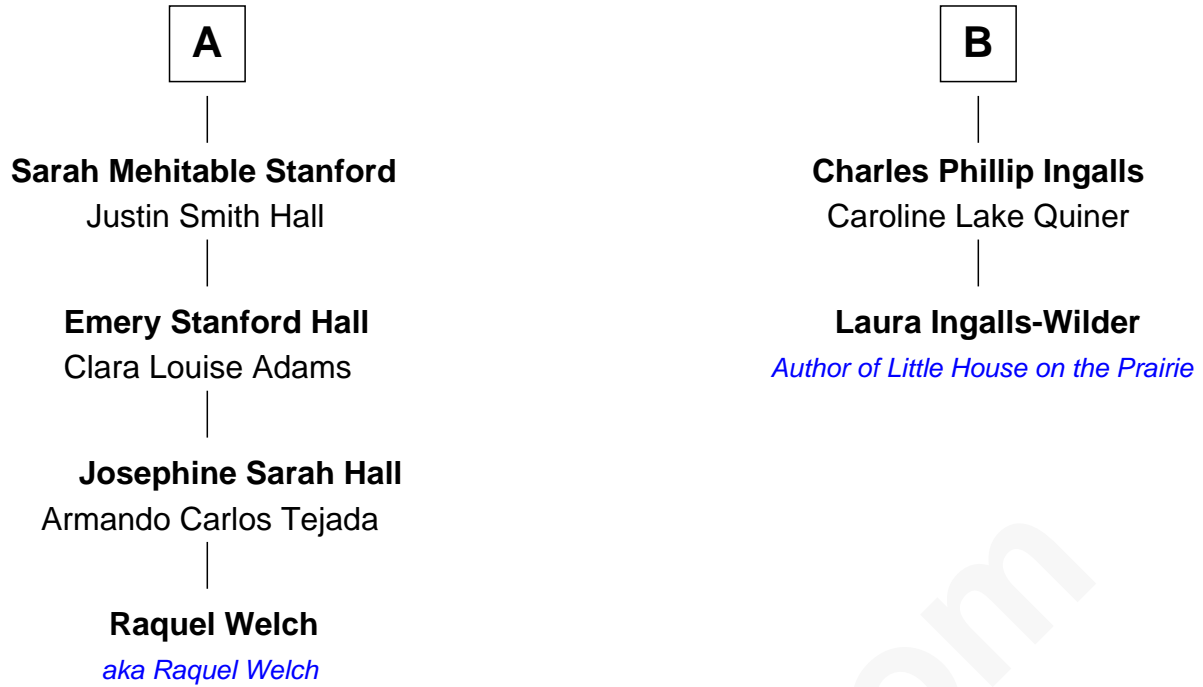 A
Sarah Mehitable Stanford
Justin Smith Hall
Emery Stanford Hall
Clara Louise Adams
Josephine Sarah Hall
Armando Carlos Tejada
Raquel Welch
aka Raquel Welch
B
Charles Phillip Ingalls
Caroline Lake Quiner
Laura Ingalls-Wilder
Author of Little House on the Prairie
om